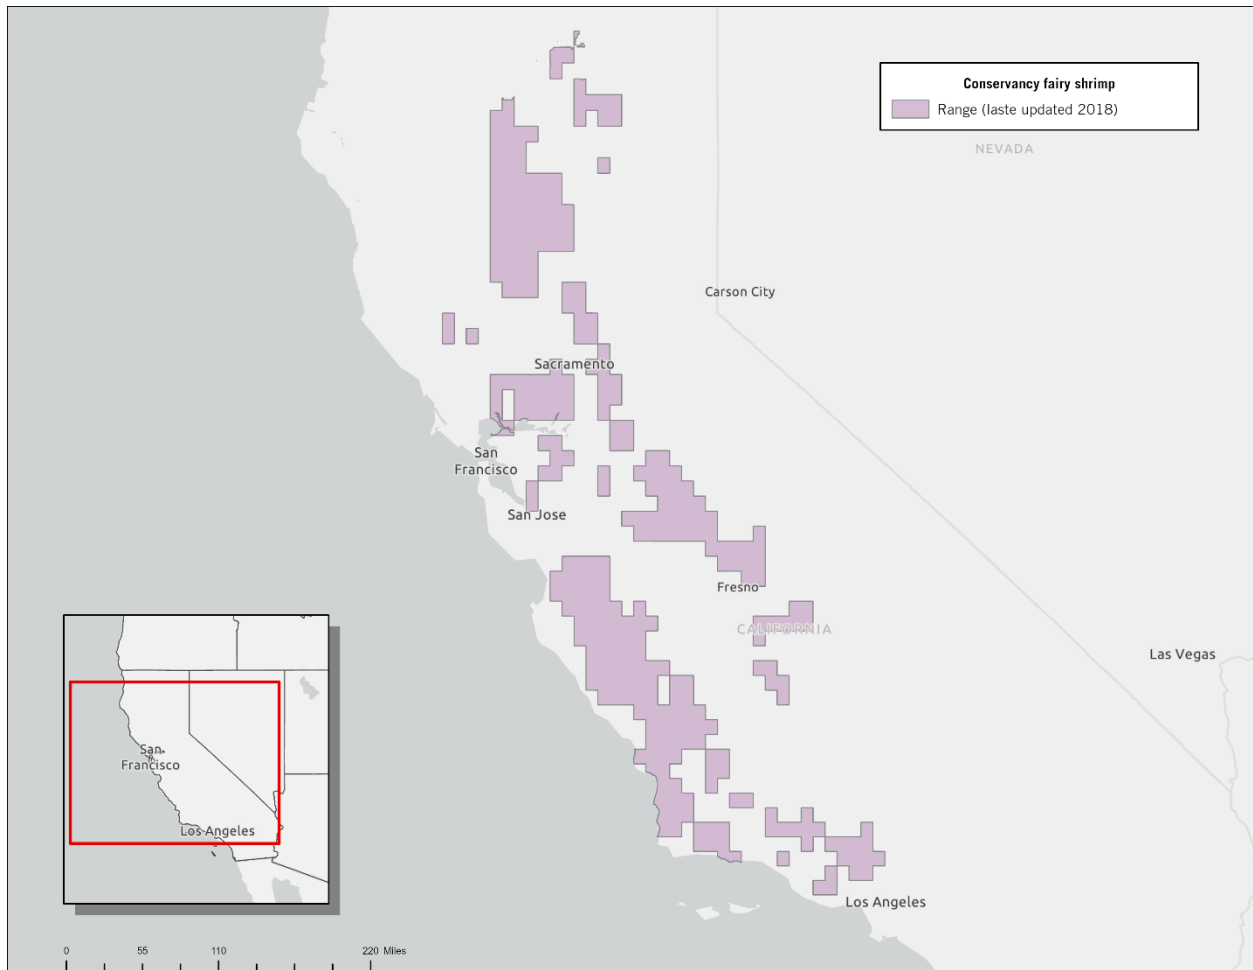 Conservancy fairy shrimp
Range (laste updated 2018)
NEVADA
Carson City
Sacramento
San
Francisco
San Jose
Fresno
CALIFORNIA
Las Vegas
Los Angeles
San
Francisco
Los Angeles
0 55 110 220 Miles